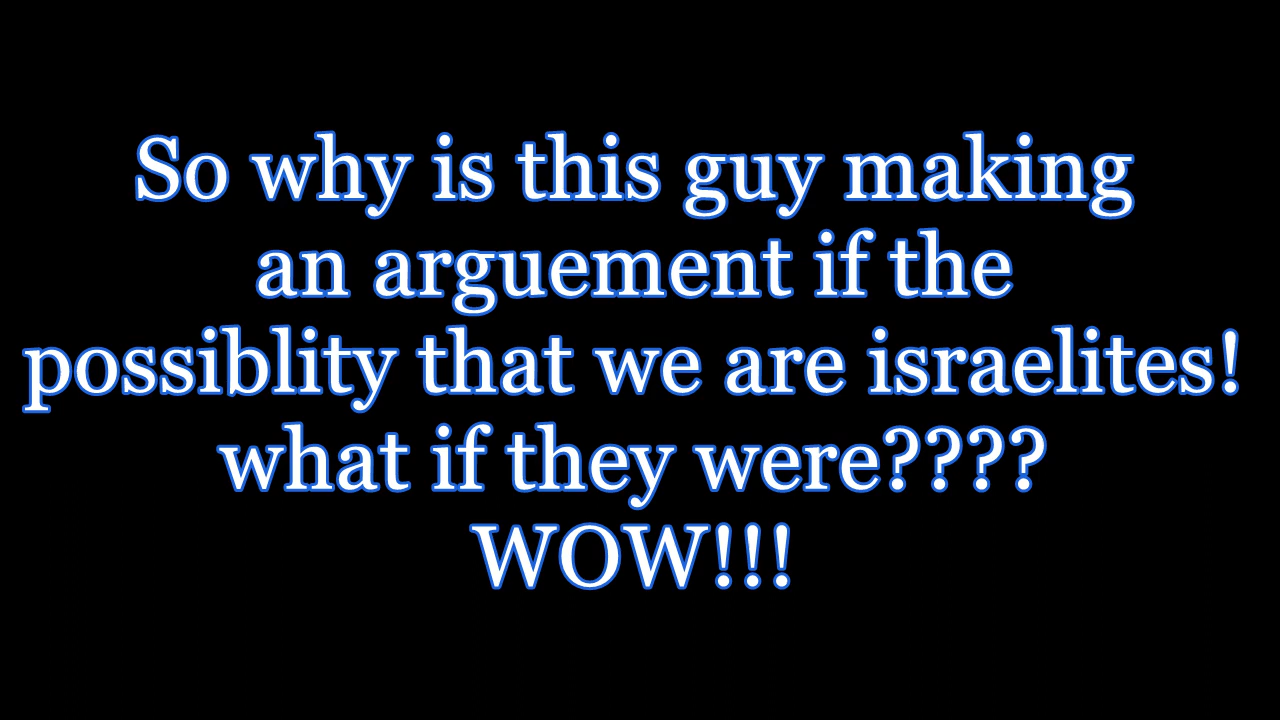 So why is this guy making
an arguement if the
possiblity that we are israelites!
what if they were????
WOW!!!